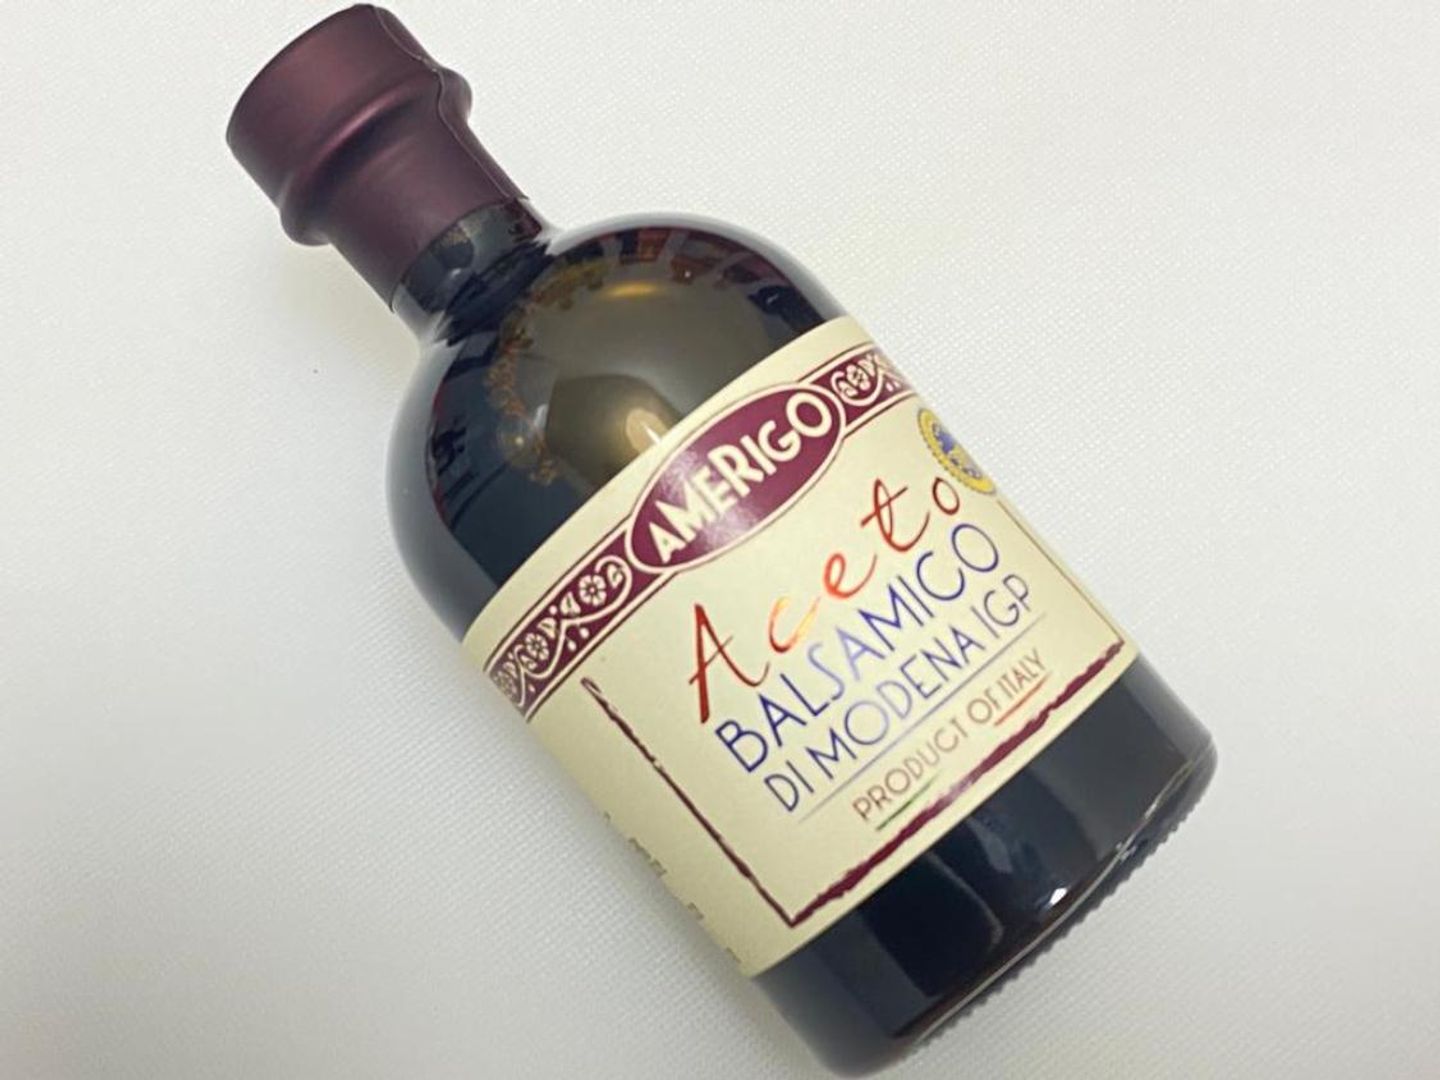 AMERIGO
Aceto
BALSAMICO
DI MODENA IGP
PRODUCT OF ITALY